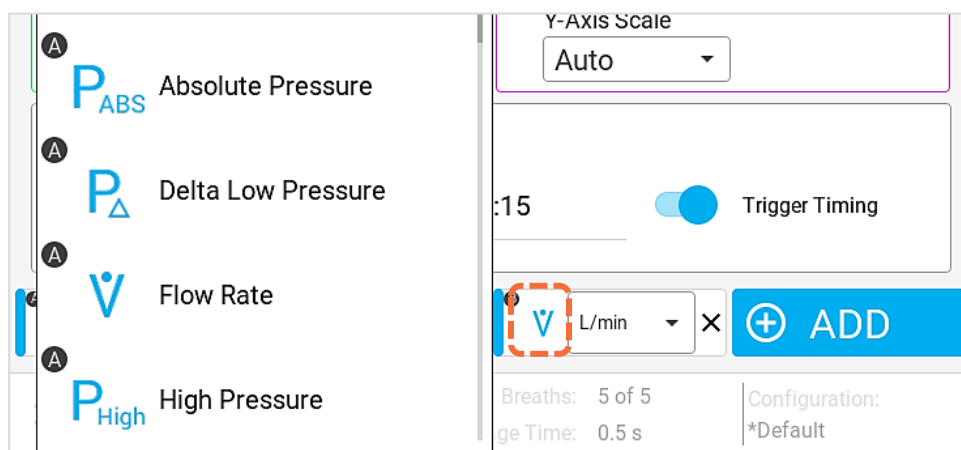 Y-Axis Scale
Auto
A
PABS Absolute Pressure
A
P△ Delta Low Pressure
:15
Trigger Timing
A
V̇ Flow Rate
V̇ L/min
ADD
A
PHigh High Pressure
Breaths: 5 of 5
Configuration:
ge Time: 0.5 s
*Default